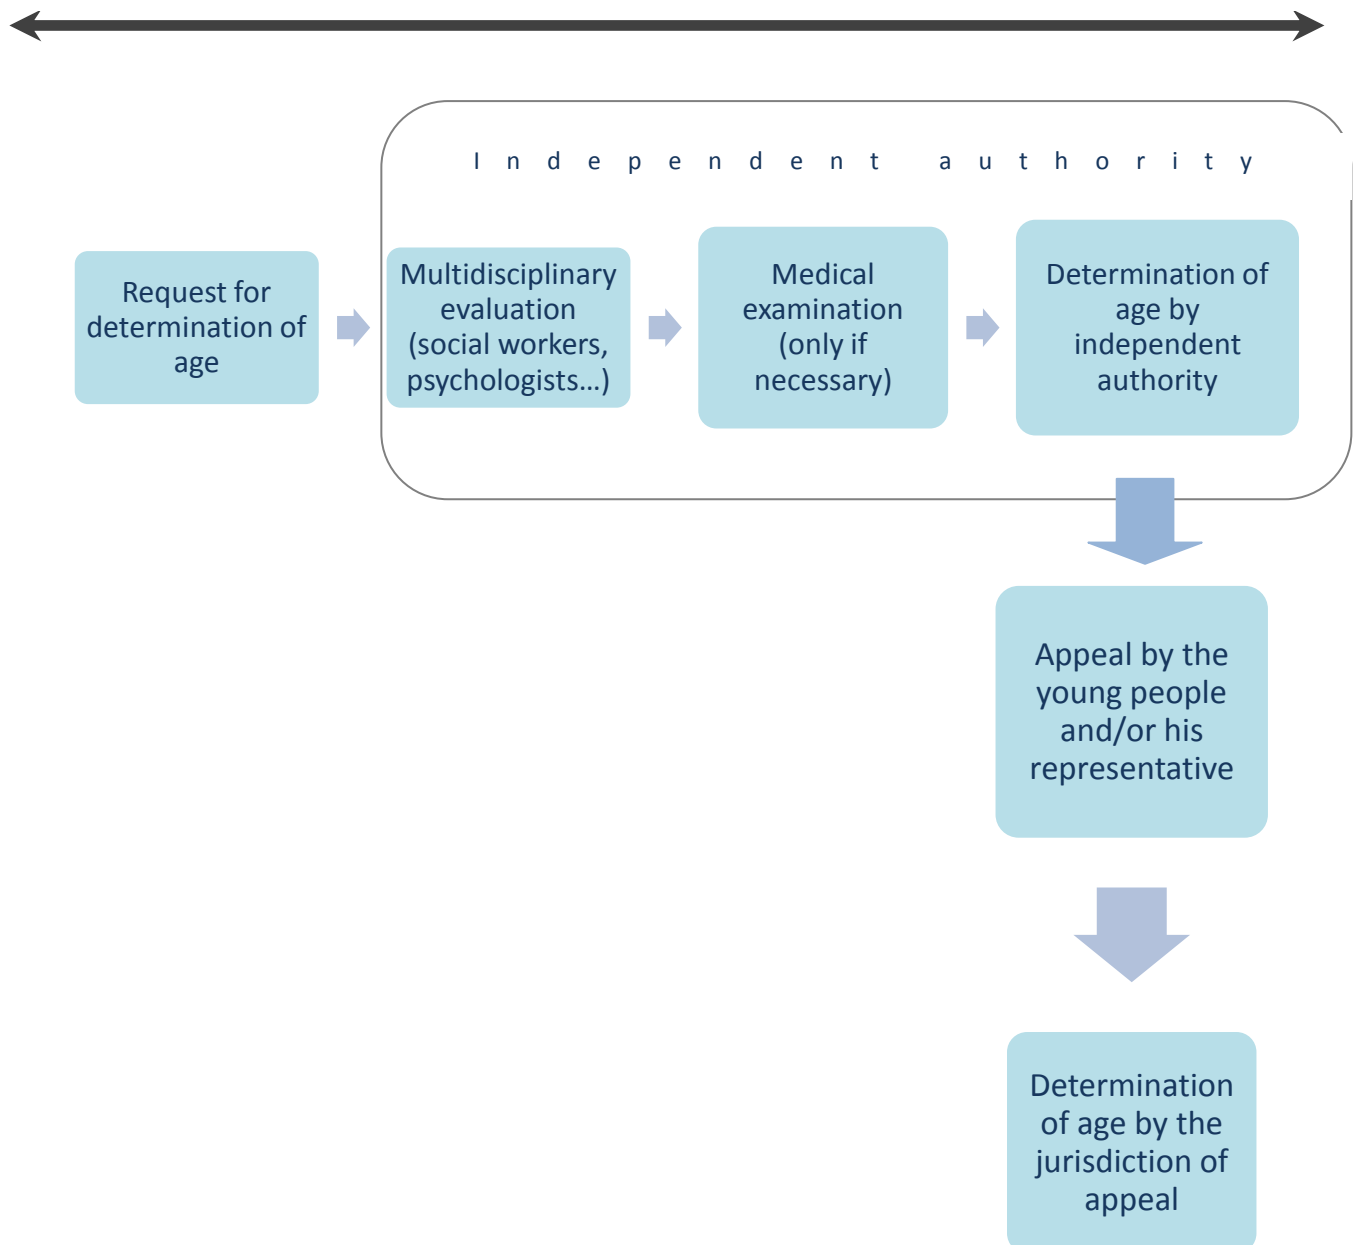 Independent authority
Request for
determination of
age
Multidisciplinary
evaluation
(social workers,
psychologists...)
Medical
examination
(only if
necessary)
Determination of
age by
independent
authority
Appeal by the
young people
and/or his
representative
Determination
of age by the
jurisdiction of
appeal